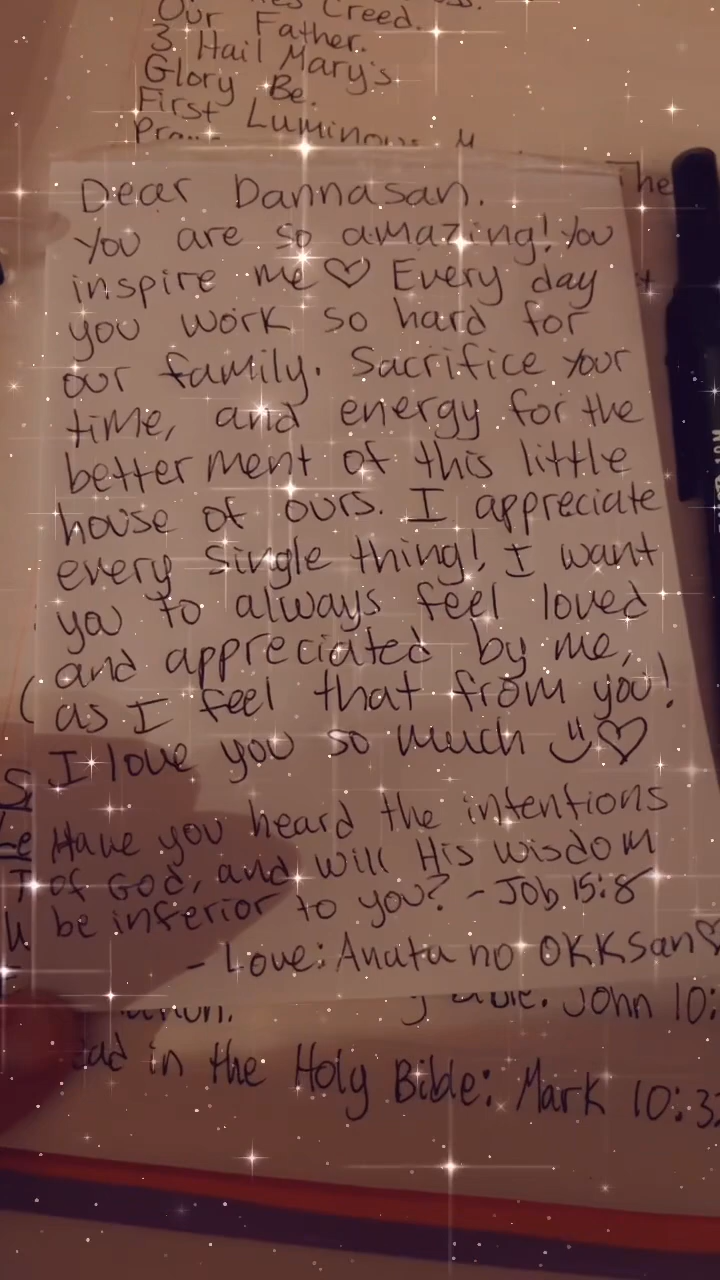 Our Creed.
Father.
3 Hail Mary's
Glory Be.
First Luminous M
The
Dear Dannasan.
You are so amazing! You
inspire me♡ Every day
you work so hard for
our family. Sacrifice your
time, and energy for the
better ment of this little
house of ours. I appreciate
every single thing! I want
you to always feel loved
and appreciated by me,
(as I feel that from you!
I love you so much ♡
Have you heard the intentions
of God, and will His wisdom
be inferior to you? - Job 15:8
- Love: Anata no OKKSan♡
John 10:
in the Holy Bible: Mark 10:3